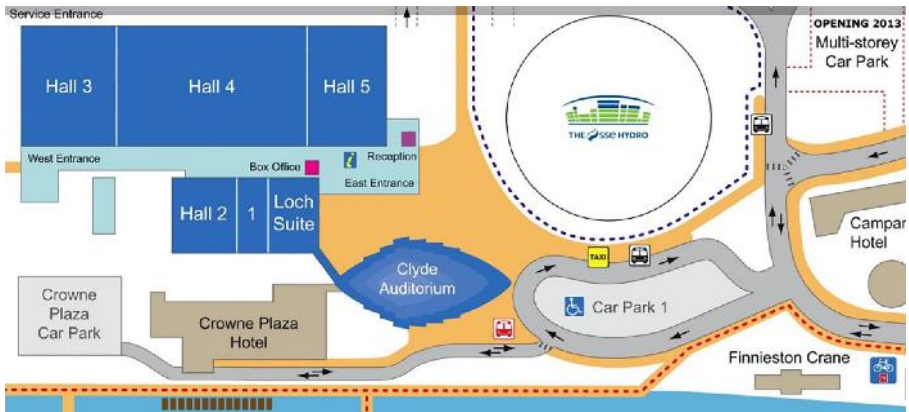 Service Entrance
OPENING 2013
Multi-storey
Car Park
Hall 3
Hall 4
Hall 5
THE sse HYDRO
West Entrance
Box Office
i
Reception
East Entrance
Hall 2
1
Loch
Suite
Clyde
Auditorium
TAXI
Campan
Hotel
Crowne
Plaza
Car Park
Crowne Plaza
Hotel
Car Park 1
Finnieston Crane